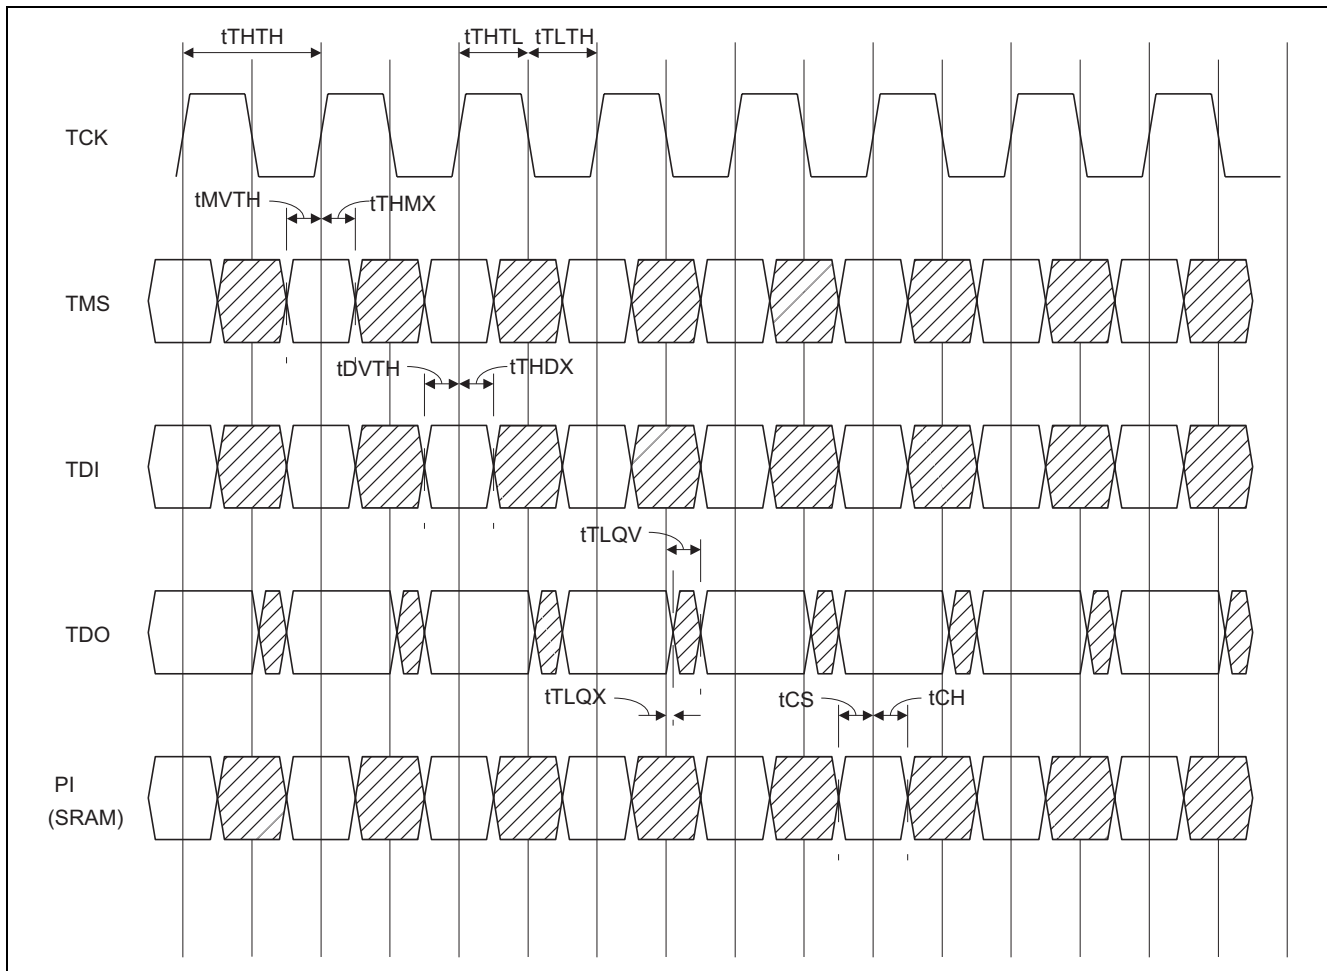 tTHTH
tTHTL
tTLTH
TCK
tMVTH
tTHMX
TMS
tDVTH
tTHDX
TDI
tTLQV
TDO
tTLQX
tCS
tCH
PI
(SRAM)